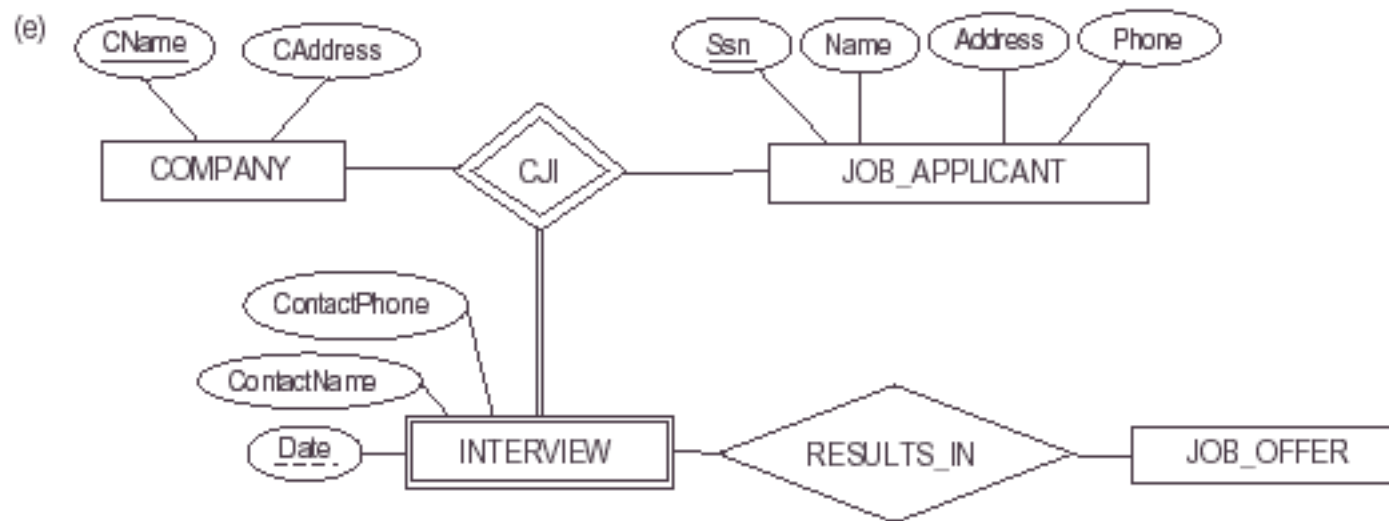 (e)
CName CAddress Ssn Name Address Phone
COMPANY CJI JOB_APPLICANT
ContactPhone
ContactName
Date INTERVIEW RESULTS_IN JOB_OFFER